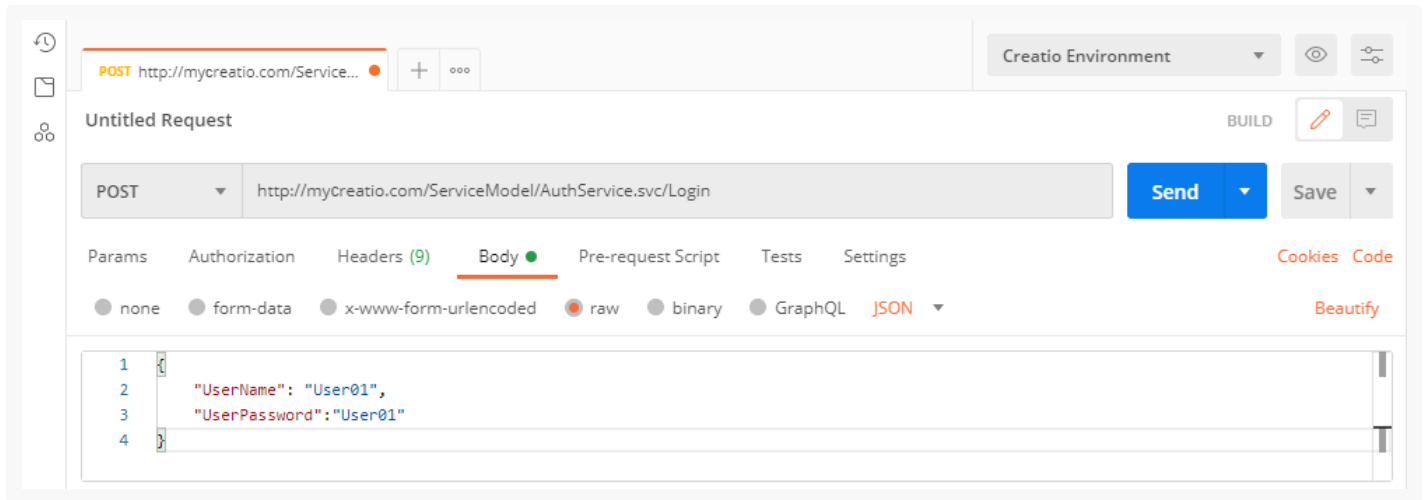 POST http://mycreatio.com/Service...
Creatio Environment
Untitled Request
BUILD
POST http://mycreatio.com/ServiceModel/AuthService.svc/Login Send Save
Params Authorization Headers (9) Body Pre-request Script Tests Settings Cookies Code
none form-data x-www-form-urlencoded raw binary GraphQL JSON Beautify
1 {
2 "UserName": "User01",
3 "UserPassword":"User01"
4 }